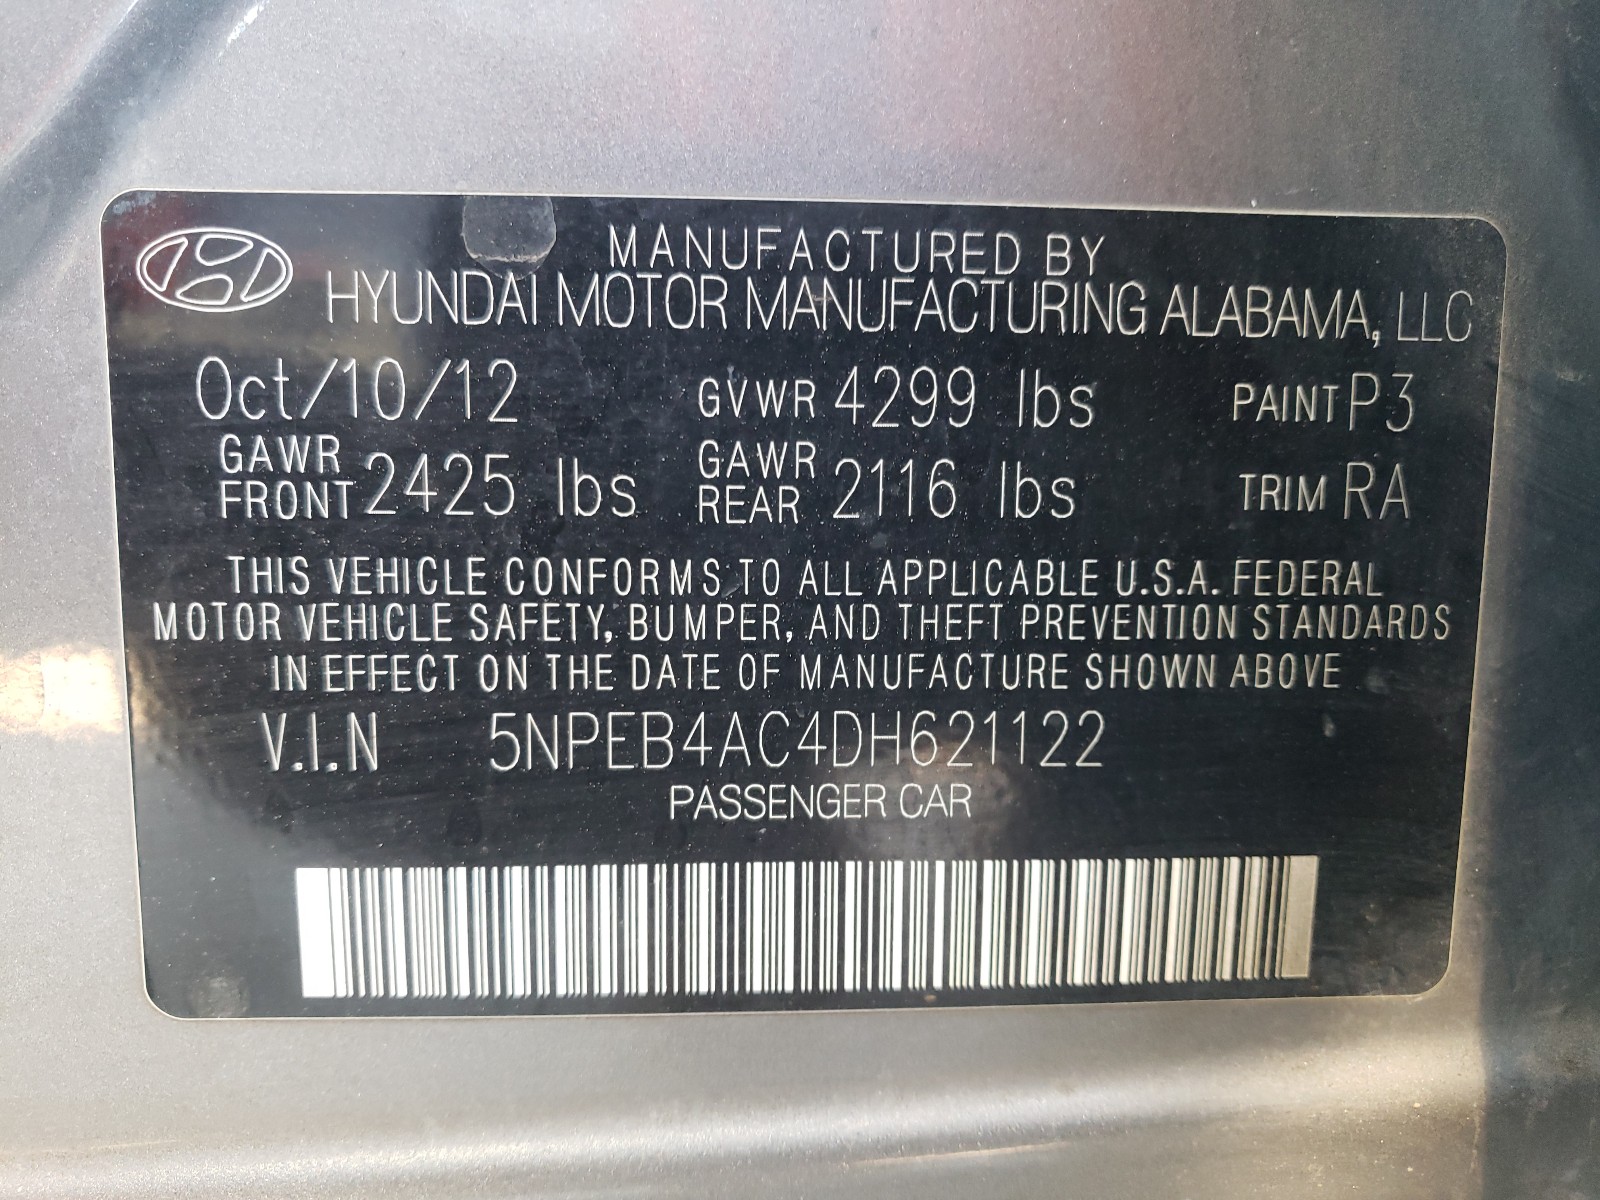 MANUFACTURED BY
HYUNDAI MOTOR MANUFACTURING ALABAMA, LLC
Oct/10/12 GVWR 4299 lbs PAINT P3
GAWR FRONT 2425 lbs GAWR REAR 2116 lbs TRIM RA
THIS VEHICLE CONFORMS TO ALL APPLICABLE U.S.A. FEDERAL
MOTOR VEHICLE SAFETY, BUMPER, AND THEFT PREVENTION STANDARDS
IN EFFECT ON THE DATE OF MANUFACTURE SHOWN ABOVE
V.I.N 5NPEB4AC4DH621122
PASSENGER CAR